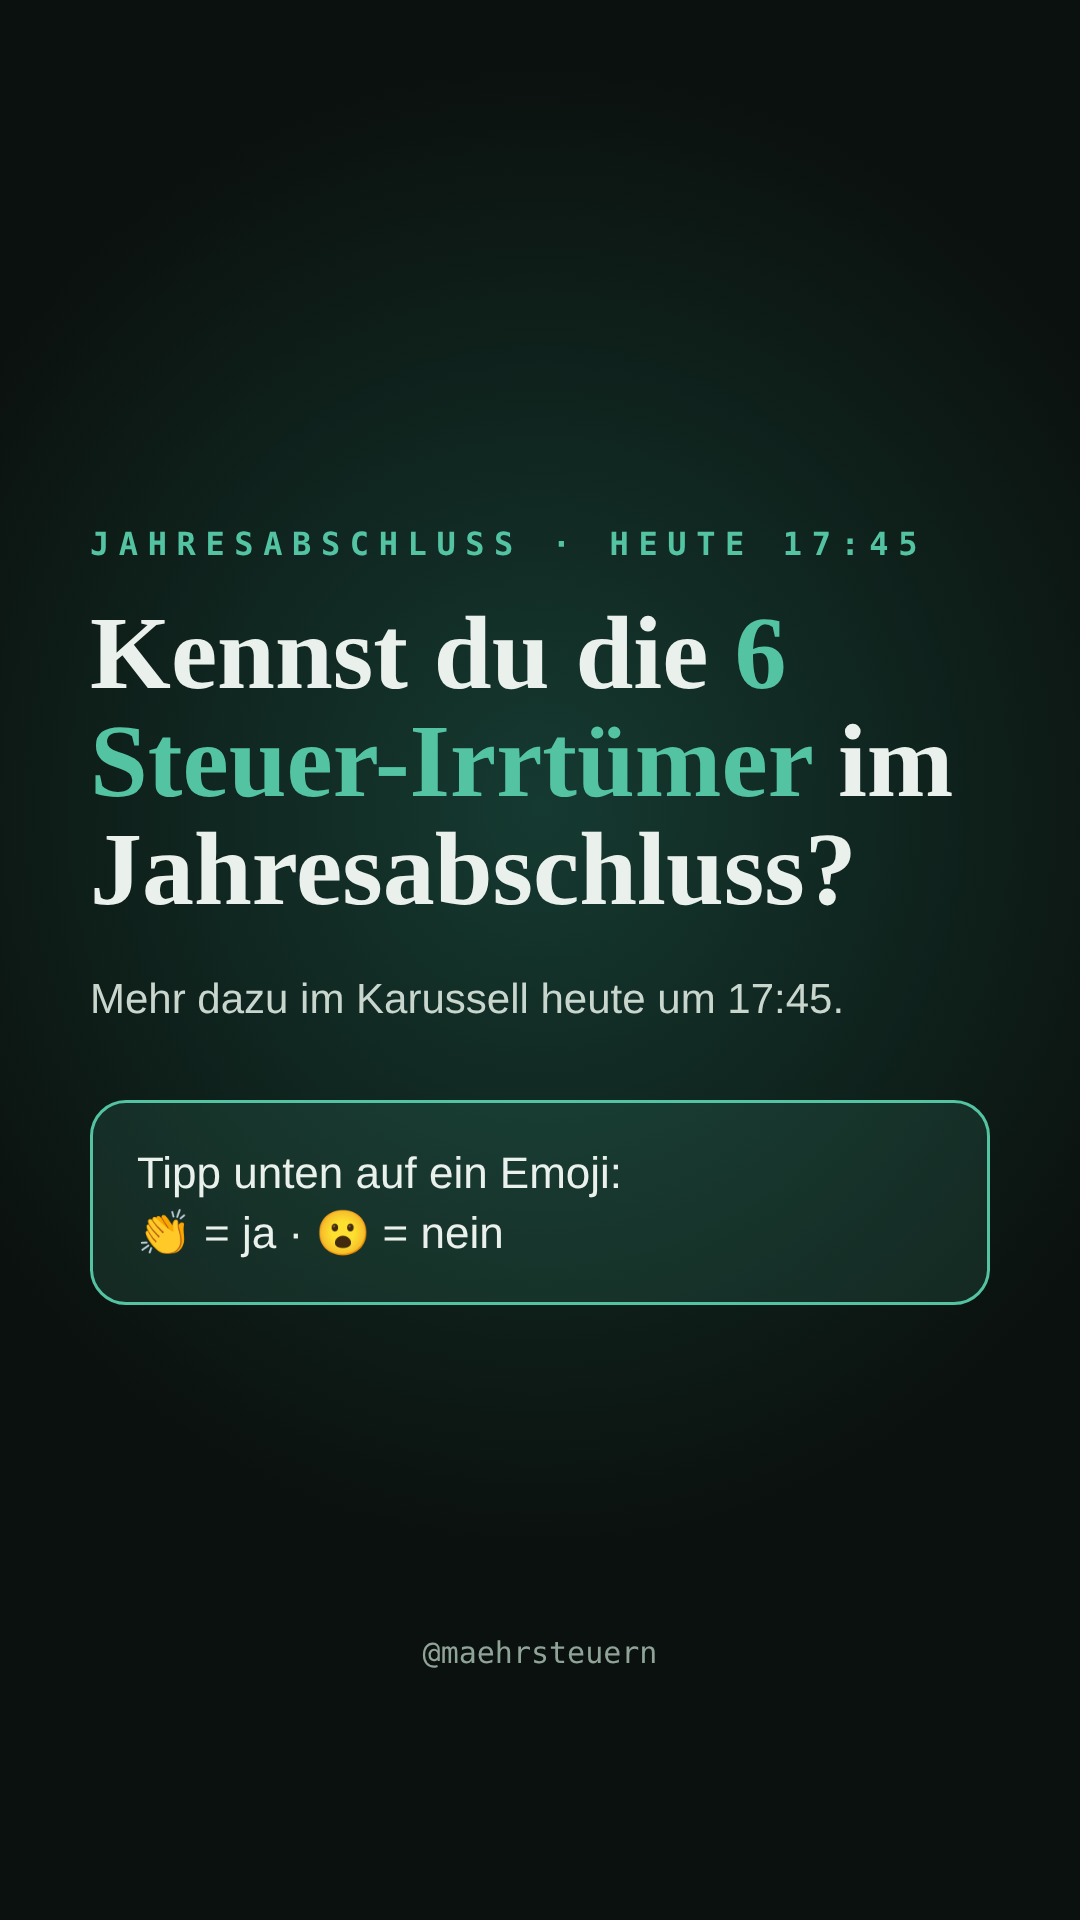 JAHRESABSCHLUSS · HEUTE 17:45
Kennst du die 6
Steuer-Irrtümer im
Jahresabschluss?
Mehr dazu im Karussell heute um 17:45.
Tipp unten auf ein Emoji:
👏 = ja · 😮 = nein
@maehrsteuern